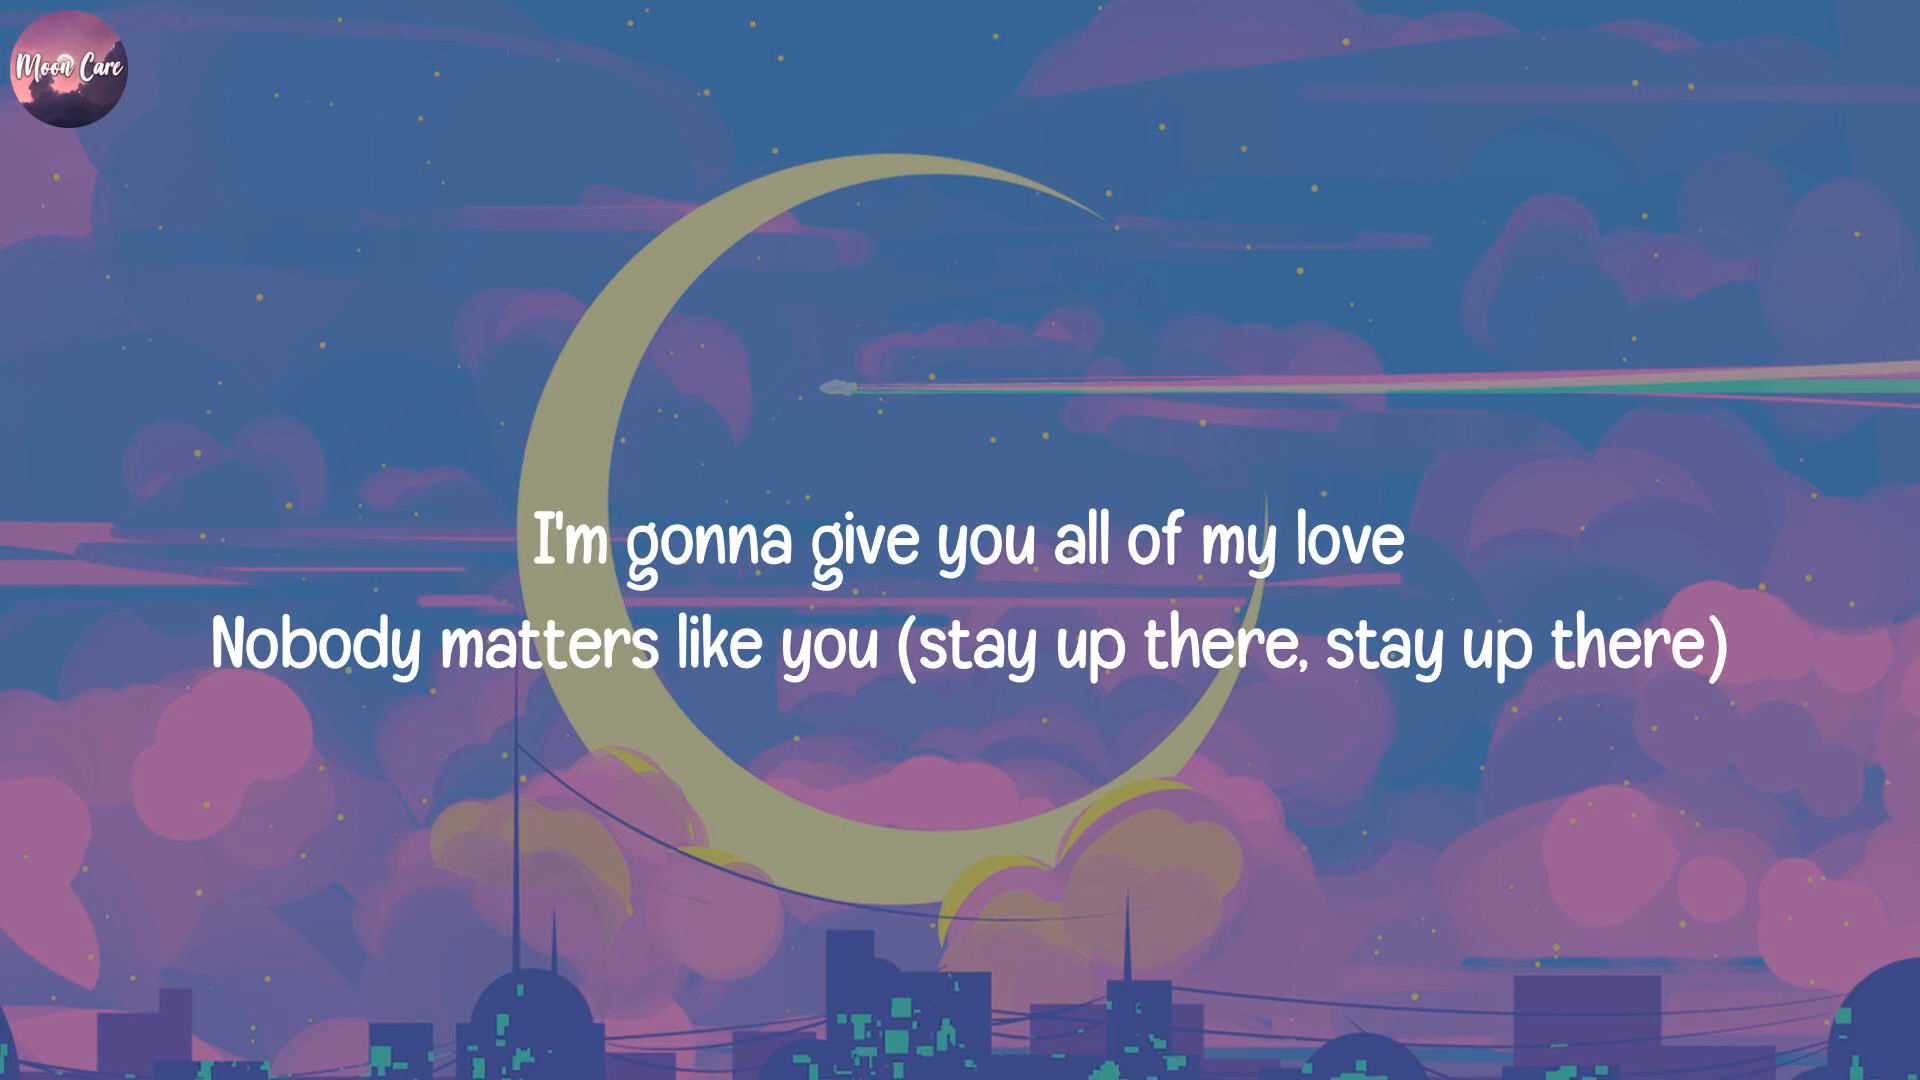 Moon Care
I'm gonna give you all of my love
Nobody matters like you (stay up there, stay up there)